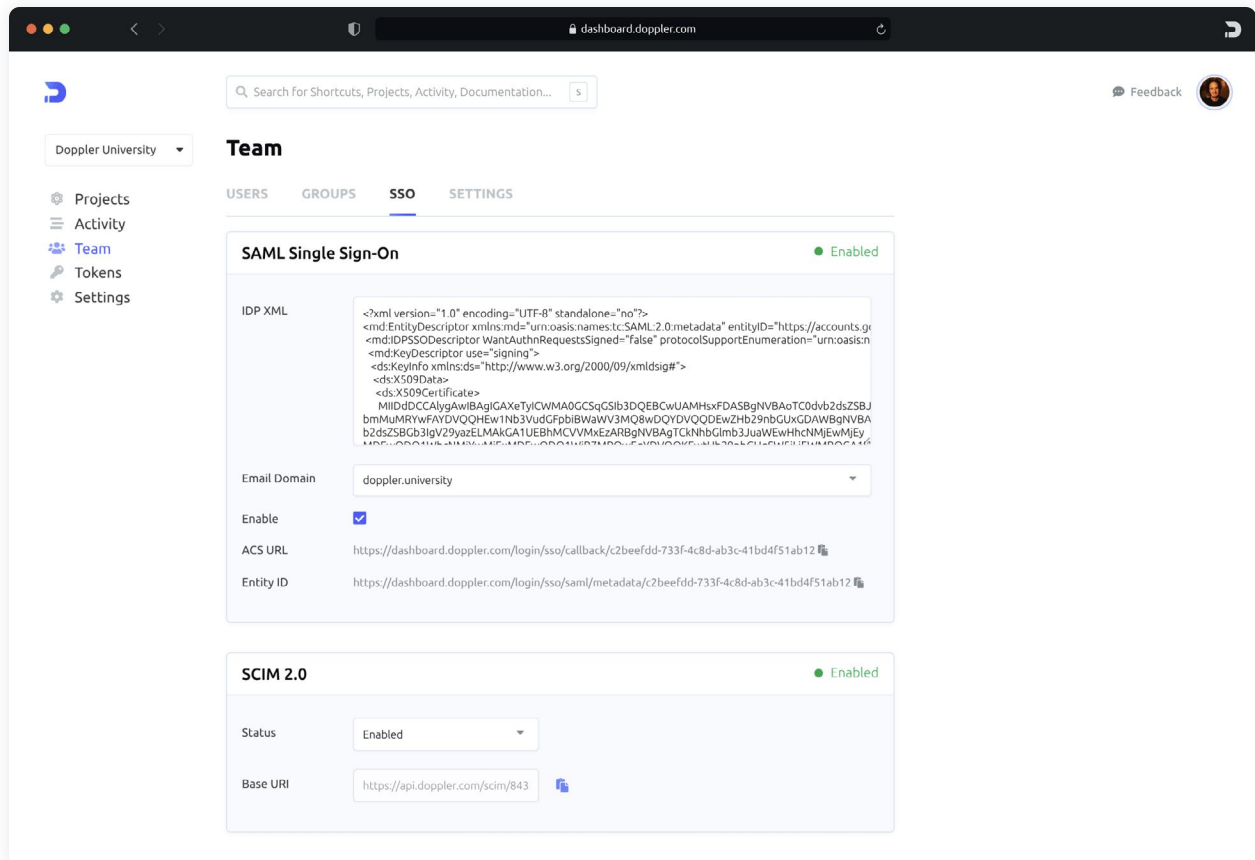 dashboard.doppler.com
Search for Shortcuts, Projects, Activity, Documentation... s
Feedback
Doppler University
Projects
Activity
Team
Tokens
Settings
Team
USERS GROUPS SSO SETTINGS
SAML Single Sign-On Enabled
IDP XML
<?xml version="1.0" encoding="UTF-8" standalone="no"?>
<md:EntityDescriptor xmlns:md="urn:oasis:names:tc:SAML:2.0:metadata" entityID="https://accounts.g
<md:IDPSSODescriptor WantAuthnRequestsSigned="false" protocolSupportEnumeration="urn:oasis:n
<md:KeyDescriptor use="signing">
<ds:KeyInfo xmlns:ds="http://www.w3.org/2000/09/xmldsig#">
<ds:X509Data>
<ds:X509Certificate>
MIIDdDCCAlygAwIBAgIGAXeTyICWMA0GCSqGSIb3DQEBCwUAMHsxFDASBgNVBAoTC0dvb2dsZSBJ
bmMuMRYwFAYDVQQHEw1Nb3VudGFpbiBWaWV3MQ8wDQYDVQQDEwZHb29nbGUxGDAWBgNVBA
b2dsZSBGb3IgV29yazELMAkGA1UEBhMCVVMxEzARBgNVBAgTCkNhbGlmb3JuaWEwHhcNMjEwMjEy
Email Domain doppler.university
Enable
ACS URL https://dashboard.doppler.com/login/sso/callback/c2beefdd-733f-4c8d-ab3c-41bd4f51ab12
Entity ID https://dashboard.doppler.com/login/sso/saml/metadata/c2beefdd-733f-4c8d-ab3c-41bd4f51ab12
SCIM 2.0 Enabled
Status Enabled
Base URI https://api.doppler.com/scim/843